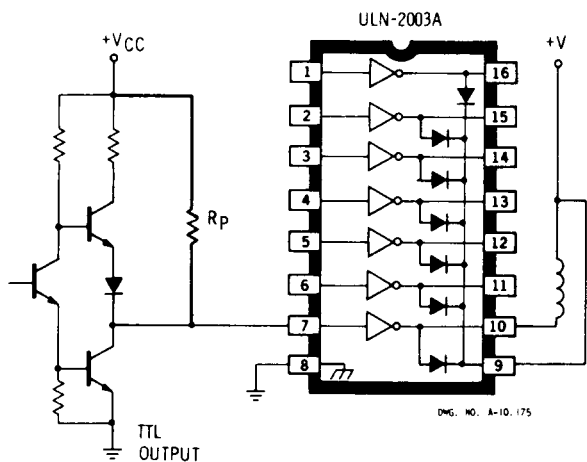 ULN-2003A
+VCC
+V
1
16
2
15
3
14
Rp
4
13
5
12
6
11
7
10
8
9
DWG. NO. A-10,175
TTL
OUTPUT